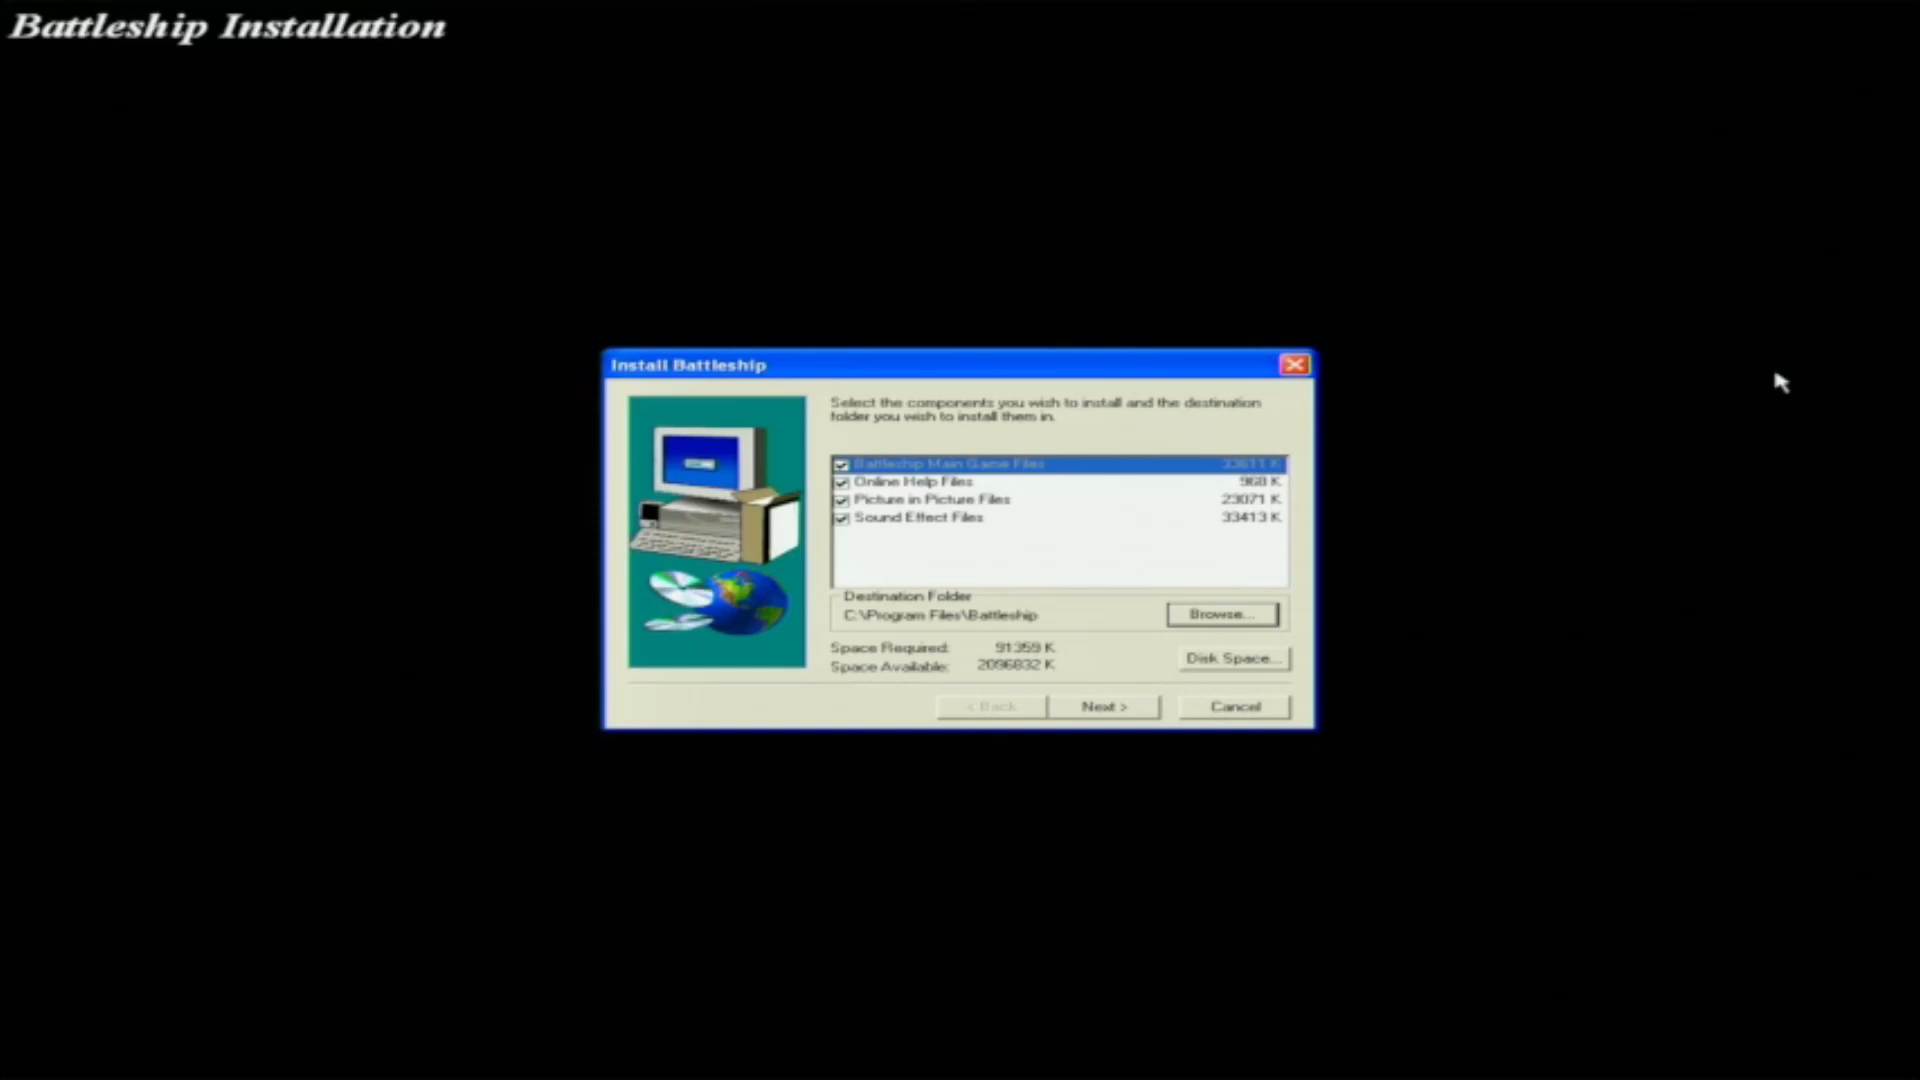 Battleship Installation
Install Battleship
Select the components you wish to install and the destination
folder you wish to install them in.
Battleship Main Game Files 33611 K
Online Help Files 968 K
Picture in Picture Files 23071 K
Sound Effect Files 33413 K
Destination Folder
C:\Program Files\Battleship
Browse...
Space Required: 91359 K
Space Available: 2096832 K
Disk Space...
< Back
Next >
Cancel